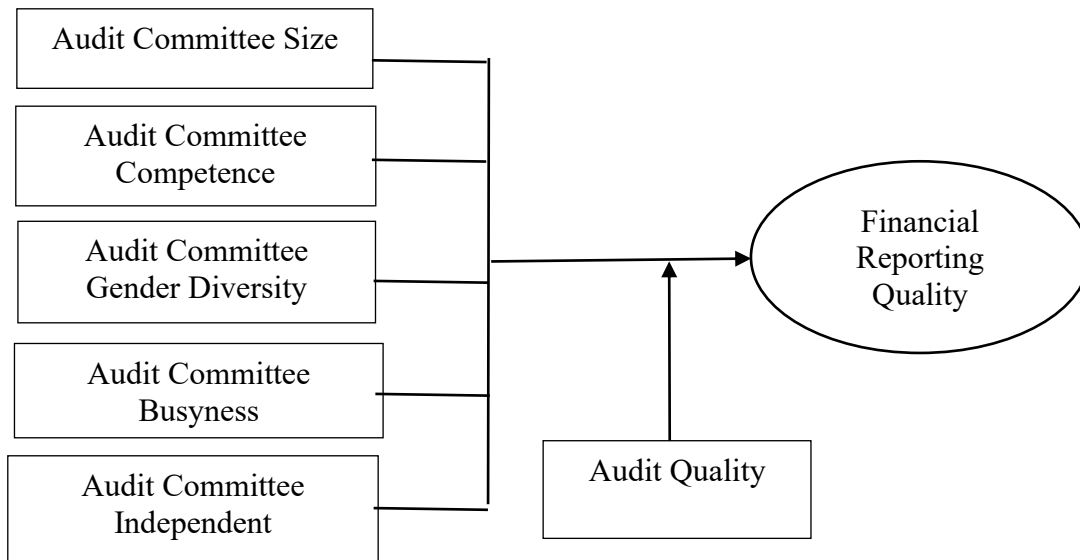 Audit Committee Size
Audit Committee
Competence
Audit Committee
Gender Diversity
Audit Committee
Busyness
Audit Committee
Independent
Audit Quality
Financial
Reporting
Quality